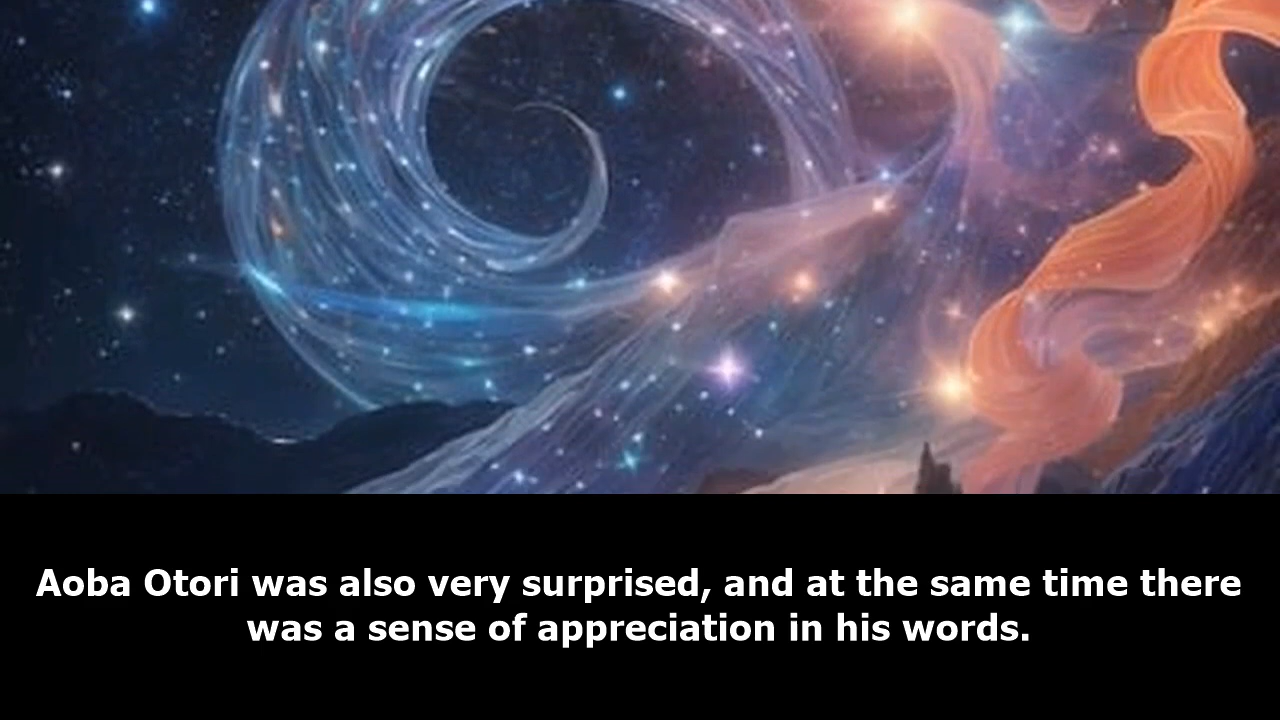 Aoba Otori was also very surprised, and at the same time there
was a sense of appreciation in his words.